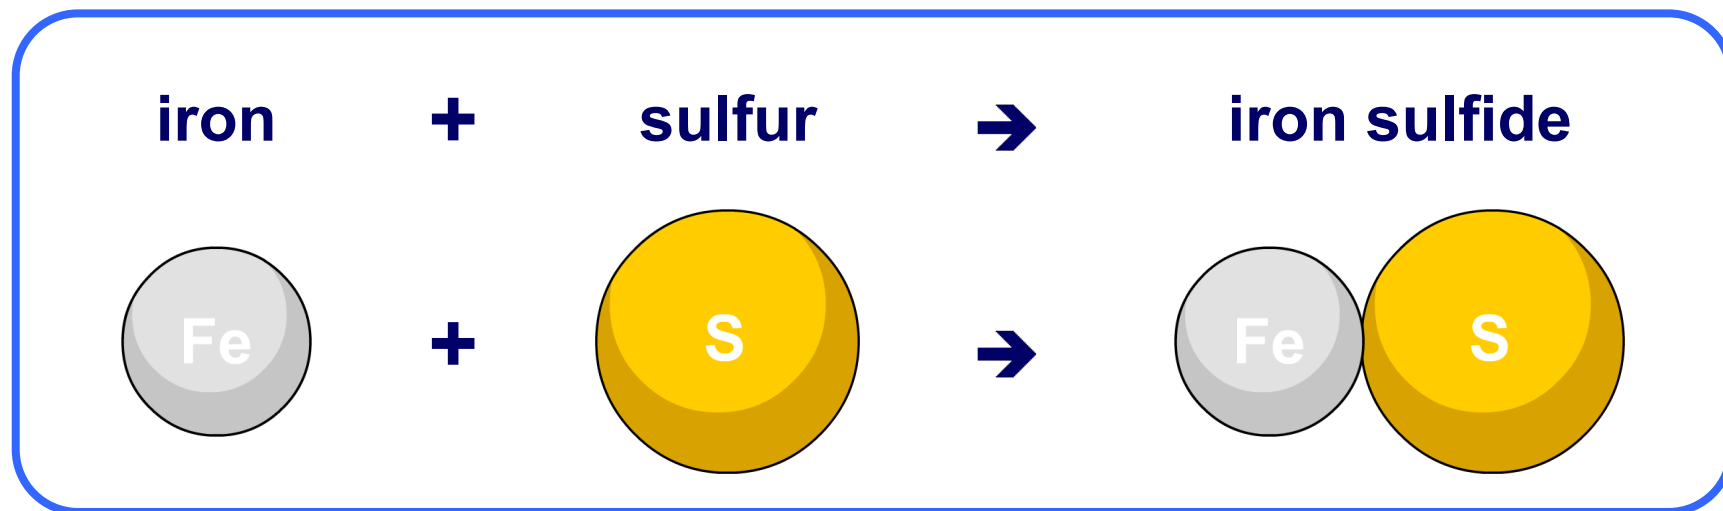 iron + sulfur ➔ iron sulfide
Fe + S ➔ Fe S